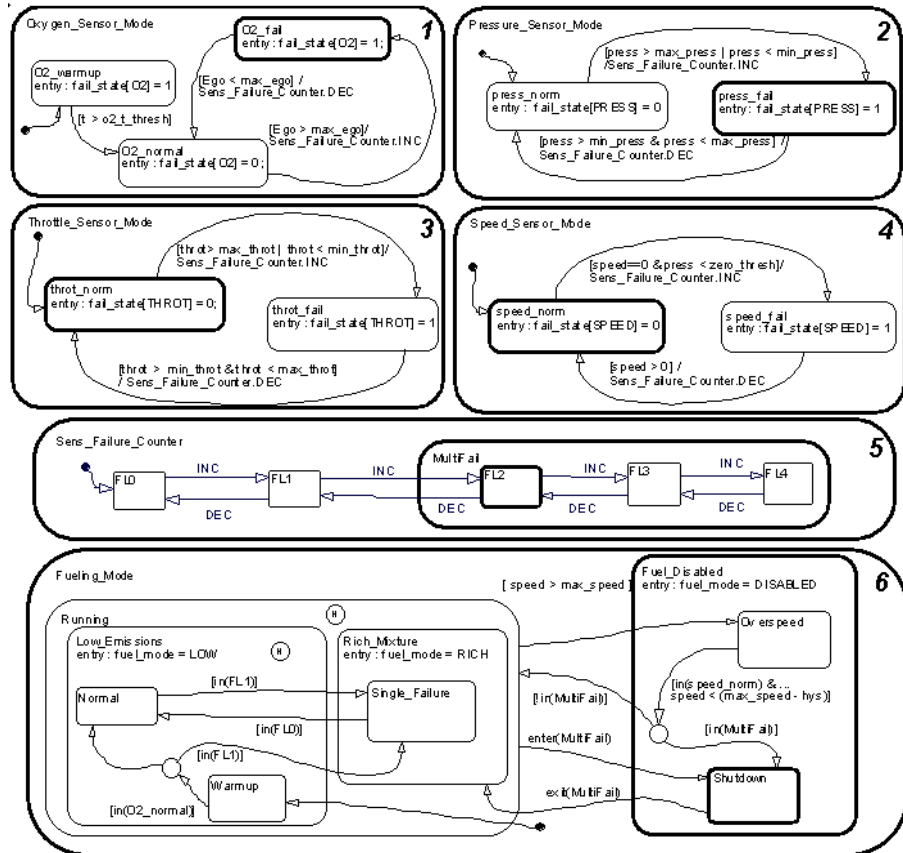 Oxygen_Sensor_Mode
1
O2_fail
entry: fail_state[O2] = 1;
O2_warmup
entry: fail_state[O2] = 1
[Ego < max_ego] /
Sens_Failure_Counter.DEC
[t > o2_t_thresh]
[Ego > max_ego]/
Sens_Failure_Counter.INC
O2_normal
entry: fail_state[O2] = 0;
Pressure_Sensor_Mode
2
[press > max_press | press < min_press]
/Sens_Failure_Counter.INC
press_norm
entry: fail_state[PRESS] = 0
press_fail
entry: fail_state[PRESS] = 1
[press > min_press & press < max_press] /
Sens_Failure_Counter.DEC
Throttle_Sensor_Mode
3
[throt> max_throt | throt < min_throt]/
Sens_Failure_Counter.INC
throt_norm
entry: fail_state[THROT] = 0;
throt_fail
entry: fail_state[THROT] = 1
[throt > min_throt &throt < max_throt]
/ Sens_Failure_Counter.DEC
Speed_Sensor_Mode
4
[speed==0 &press < zero_thresh]/
Sens_Failure_Counter.INC
speed_norm
entry: fail_state[SPEED] = 0
speed_fail
entry: fail_state[SPEED] = 1
[speed >0] /
Sens_Failure_Counter.DEC
Sens_Failure_Counter
5
MultiFail
INC
INC
INC
INC
FL0
FL1
FL2
FL3
FL4
DEC
DEC
DEC
DEC
Fueling_Mode
6
[ speed > max_speed ]
Fuel_Disabled
entry: fuel_mode = DISABLED
Running
H
Low_Emissions
entry: fuel_mode = LOW
H
Rich_Mixture
entry: fuel_mode = RICH
Overspeed
Normal
[in(FL1)]
Single_Failure
[in(FL0)]
[in(speed_norm) &...
speed < (max_speed - hys)]
[!in(MultiFail)]
[in(MultiFail)]
[in(FL1)]
enter(MultiFail)
Warmup
[in(O2_normal)]
Shutdown
exit(MultiFail)